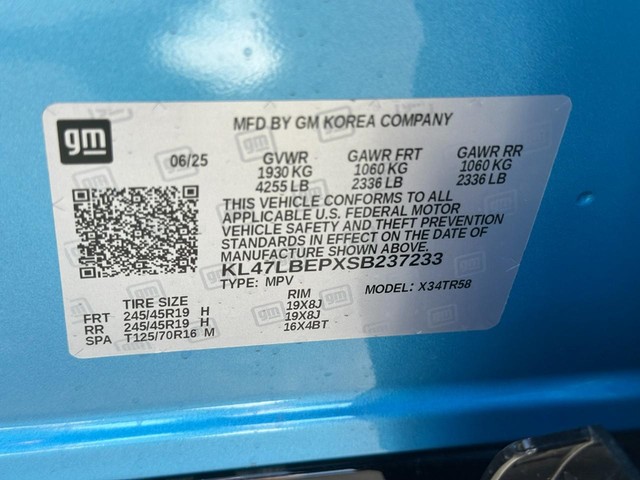 gm
MFD BY GM KOREA COMPANY
06/25 GVWR GAWR FRT GAWR RR
1930 KG 1060 KG 1060 KG
4255 LB 2336 LB 2336 LB
THIS VEHICLE CONFORMS TO ALL
APPLICABLE U.S. FEDERAL MOTOR
VEHICLE SAFETY AND THEFT PREVENTION
STANDARDS IN EFFECT ON THE DATE OF
MANUFACTURE SHOWN ABOVE.
KL47LBEPXSB237233
TYPE: MPV MODEL: X34TR58
TIRE SIZE RIM
FRT 245/45R19 H 19X8J
RR 245/45R19 H 19X8J
SPA T125/70R16 M 16X4BT